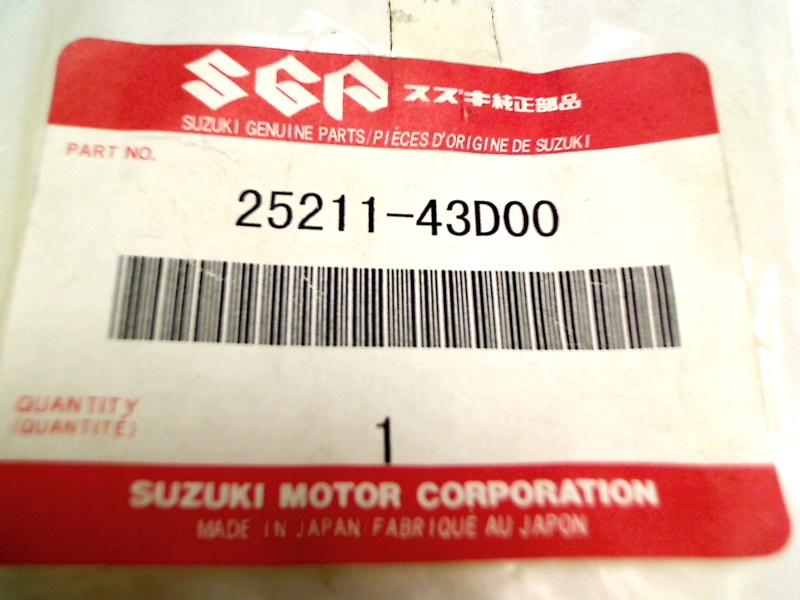 SGP スズキ純正部品
SUZUKI GENUINE PARTS/PIÈCES D'ORIGINE DE SUZUKI
PART NO.
25211-43D00
QUANTITY
(QUANTITÉ)
1
SUZUKI MOTOR CORPORATION
MADE IN JAPAN/FABRIQUÉ AU JAPON